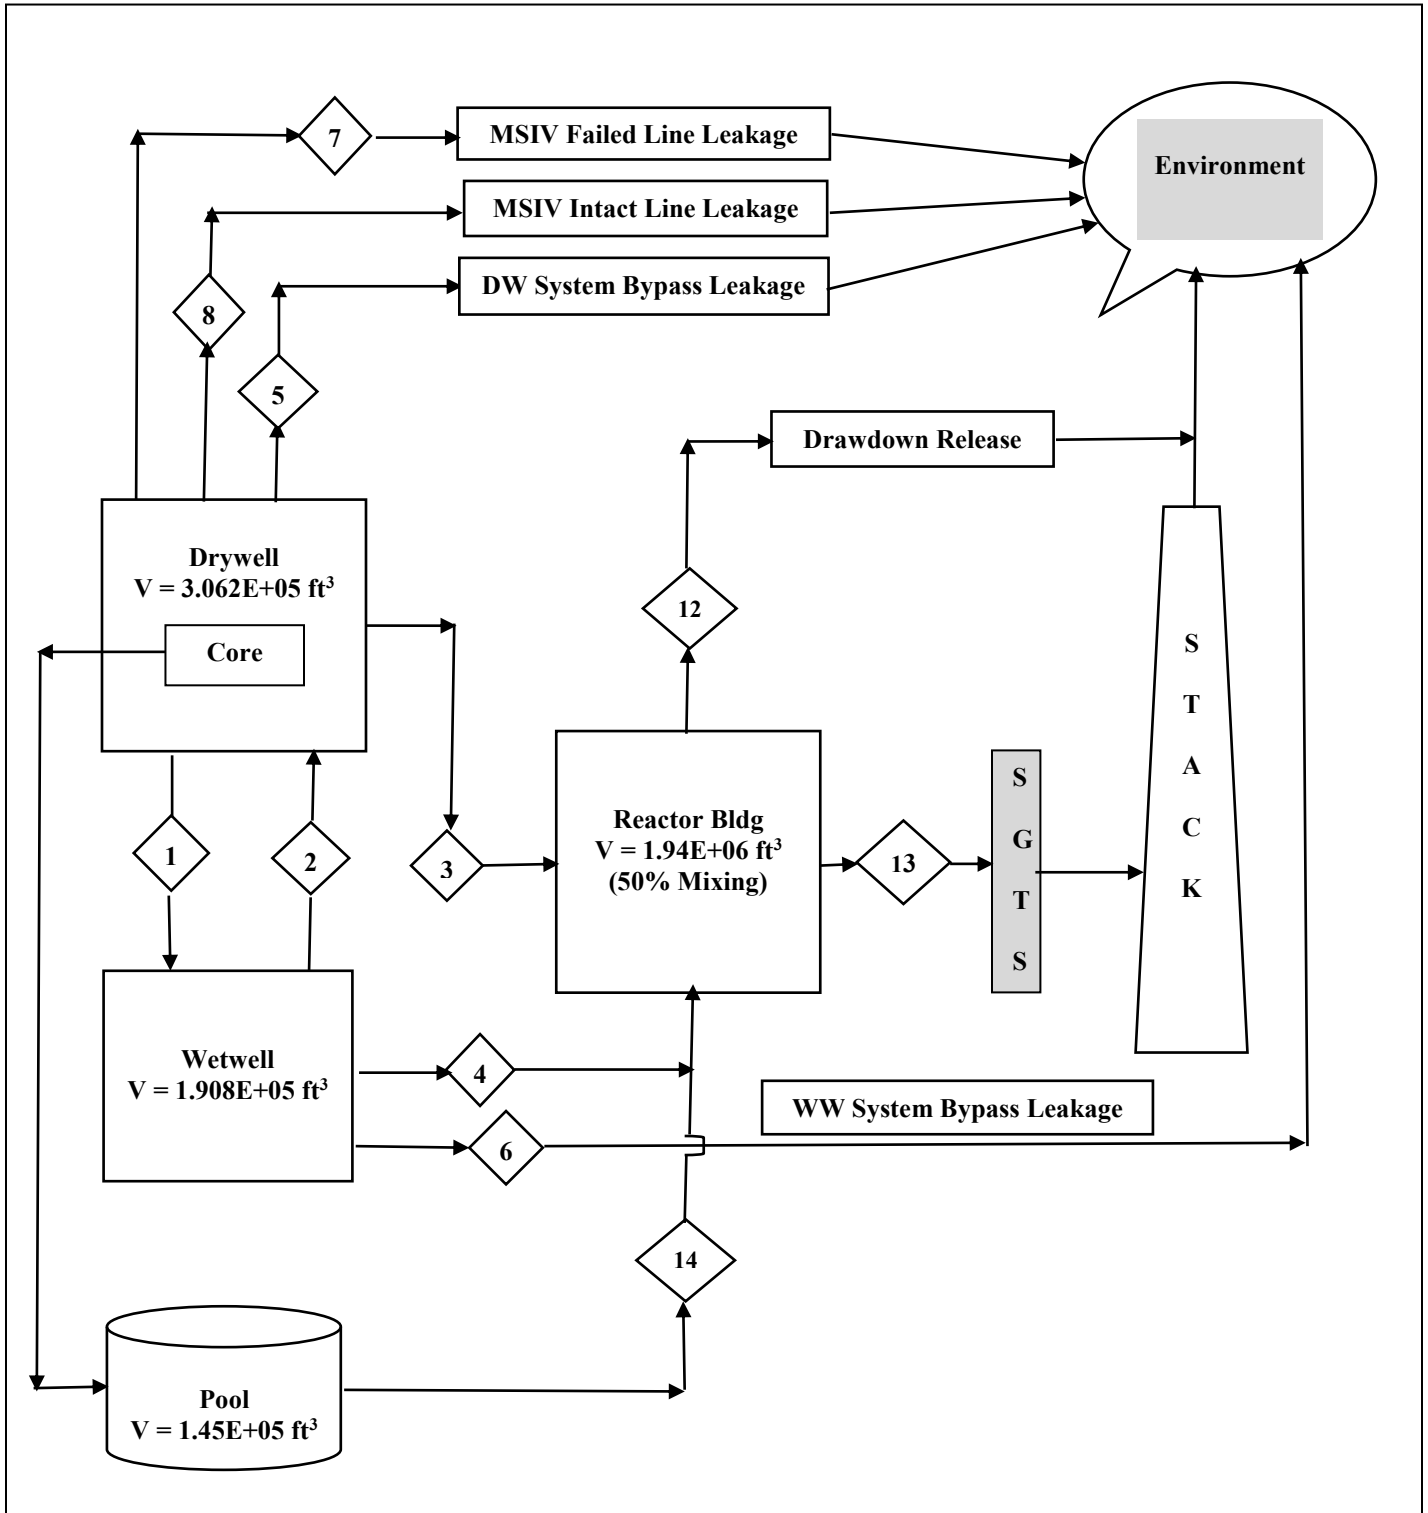 7
MSIV Failed Line Leakage
Environment
MSIV Intact Line Leakage
8
DW System Bypass Leakage
5
Drawdown Release
Drywell
V = 3.062E+05 ft³
Core
12
S
T
A
C
K
1
2
3
Reactor Bldg
V = 1.94E+06 ft³
(50% Mixing)
13
S
G
T
S
Wetwell
V = 1.908E+05 ft³
4
6
WW System Bypass Leakage
14
Pool
V = 1.45E+05 ft³